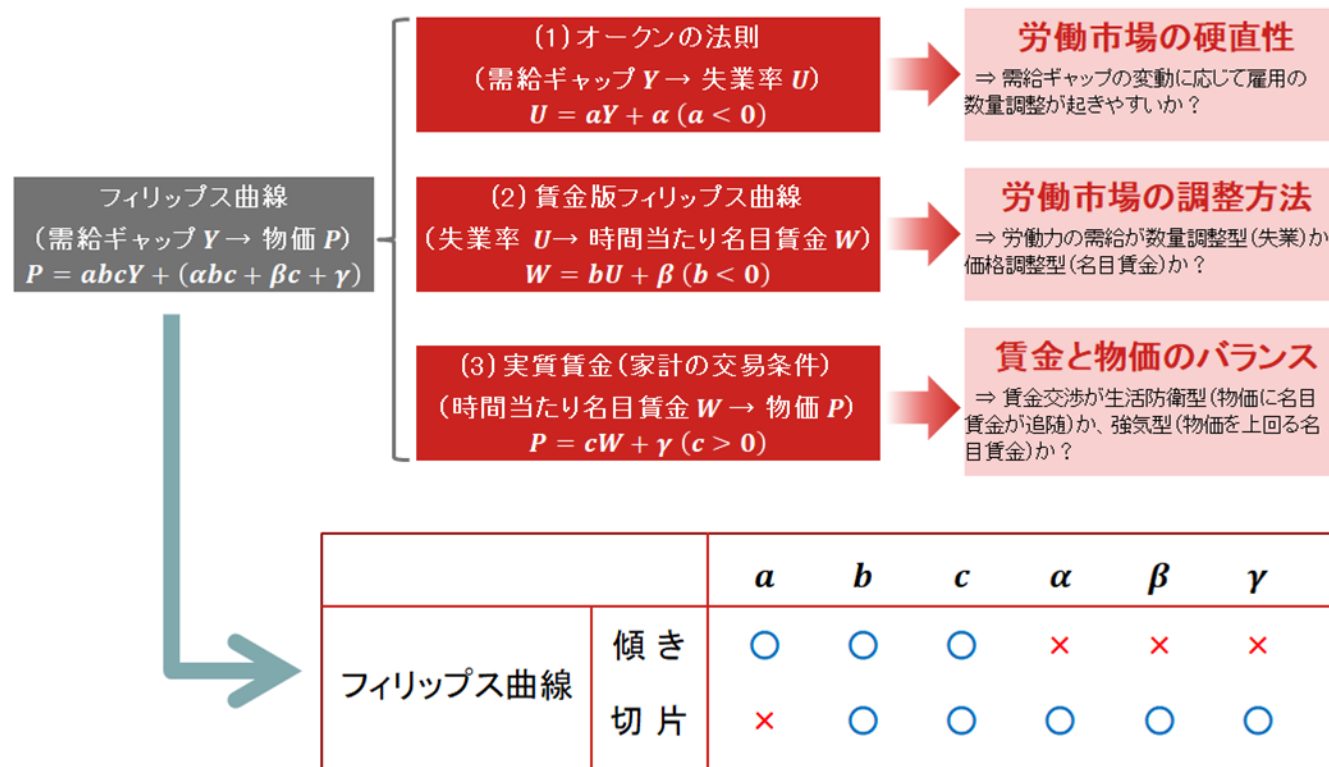 (1)オークンの法則
(需給ギャップ Y → 失業率 U)
U = aY + α (a < 0)
労働市場の硬直性
⇒ 需給ギャップの変動に応じて雇用の
数量調整が起きやすいか？
フィリップス曲線
(需給ギャップ Y → 物価 P)
P = abcY + (αbc + βc + γ)
(2)賃金版フィリップス曲線
(失業率 U → 時間当たり名目賃金 W)
W = bU + β (b < 0)
労働市場の調整方法
⇒ 労働力の需給が数量調整型(失業)か
価格調整型(名目賃金)か？
(3)実質賃金(家計の交易条件)
(時間当たり名目賃金 W → 物価 P)
P = cW + γ (c > 0)
賃金と物価のバランス
⇒ 賃金交渉が生活防衛型(物価に名目
賃金が追随)か、強気型(物価を上回る名
目賃金)か？
a b c α β γ
フィリップス曲線
傾き ○ ○ ○ × × ×
切片 × ○ ○ ○ ○ ○